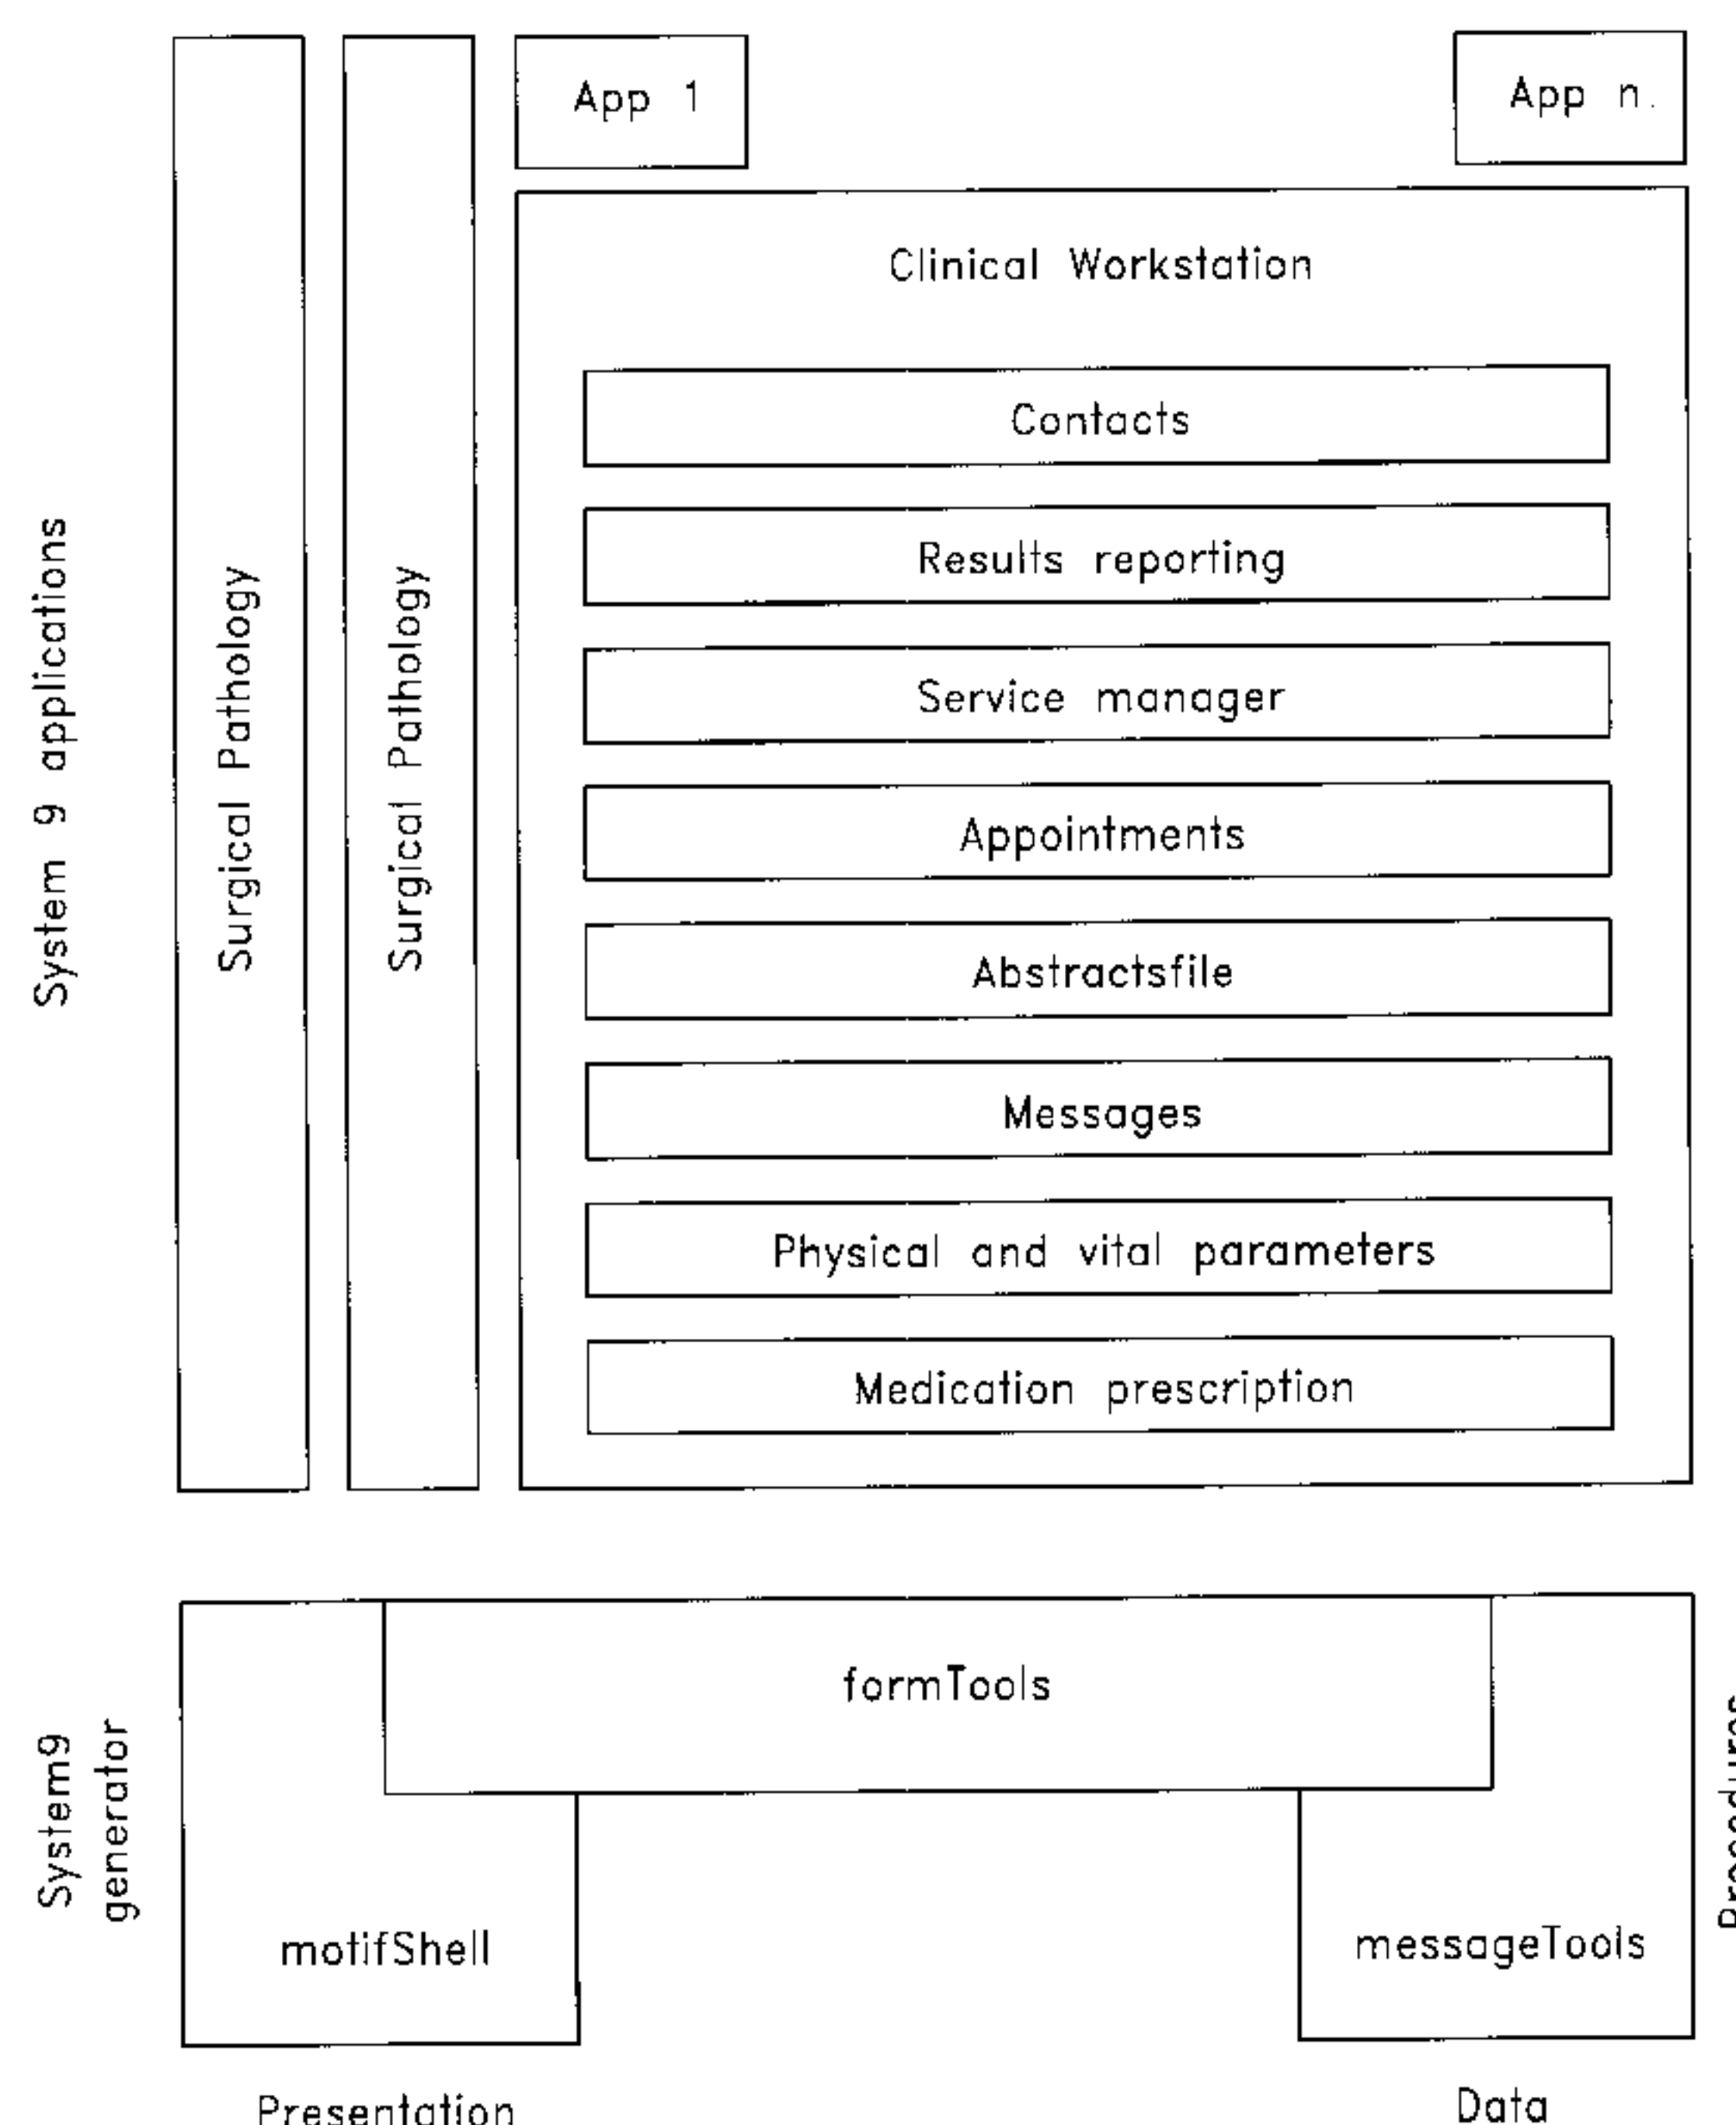 App 1
App n.
Clinical Workstation
Contacts
Results reporting
Service manager
Appointments
Abstractsfile
Messages
Physical and vital parameters
Medication prescription
System 9 applications
Surgical Pathology
Surgical Pathology
formTools
System9
generator
motifShell
messageTools
Procedures
Presentation
Data